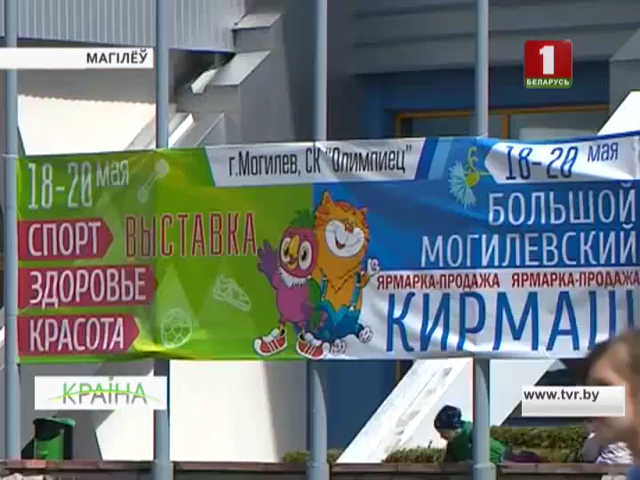 МАГІЛЁЎ
1
БЕЛАРУСЬ
г.Могилев, СК "Олимпиец"
18-20 мая
18-20 мая
СПОРТ
ВЫСТАВКА
ЗДОРОВЬЕ
КРАСОТА
БОЛЬШОЙ
МОГИЛЕВСКИЙ
ЯРМАРКА-ПРОДАЖА ЯРМАРКА-ПРОДАЖА
КИРМАШ
КРАІНА
www.tvr.by